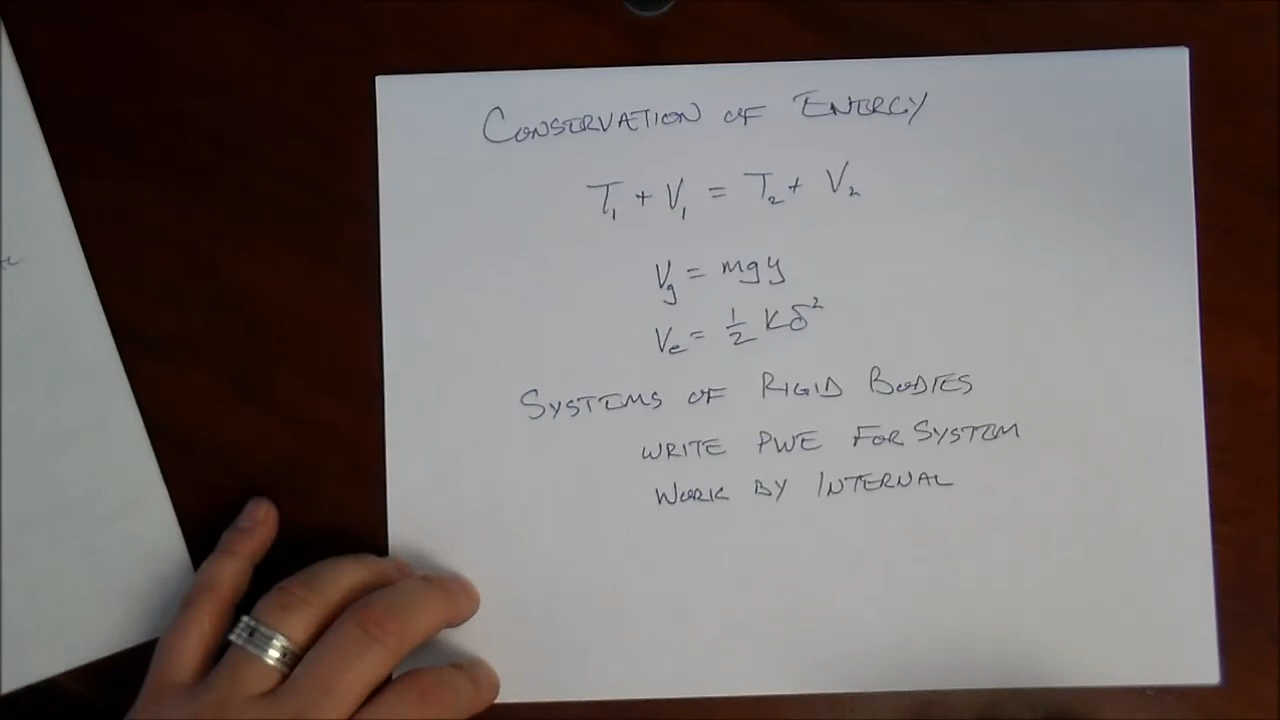 CONSERVATION OF ENERGY
T₁ + V₁ = T₂ + V₂
Vg = mgy
Ve = 1/2 Kδ²
SYSTEMS OF RIGID BODIES
WRITE PWE FOR SYSTEM
WORK BY INTERNAL